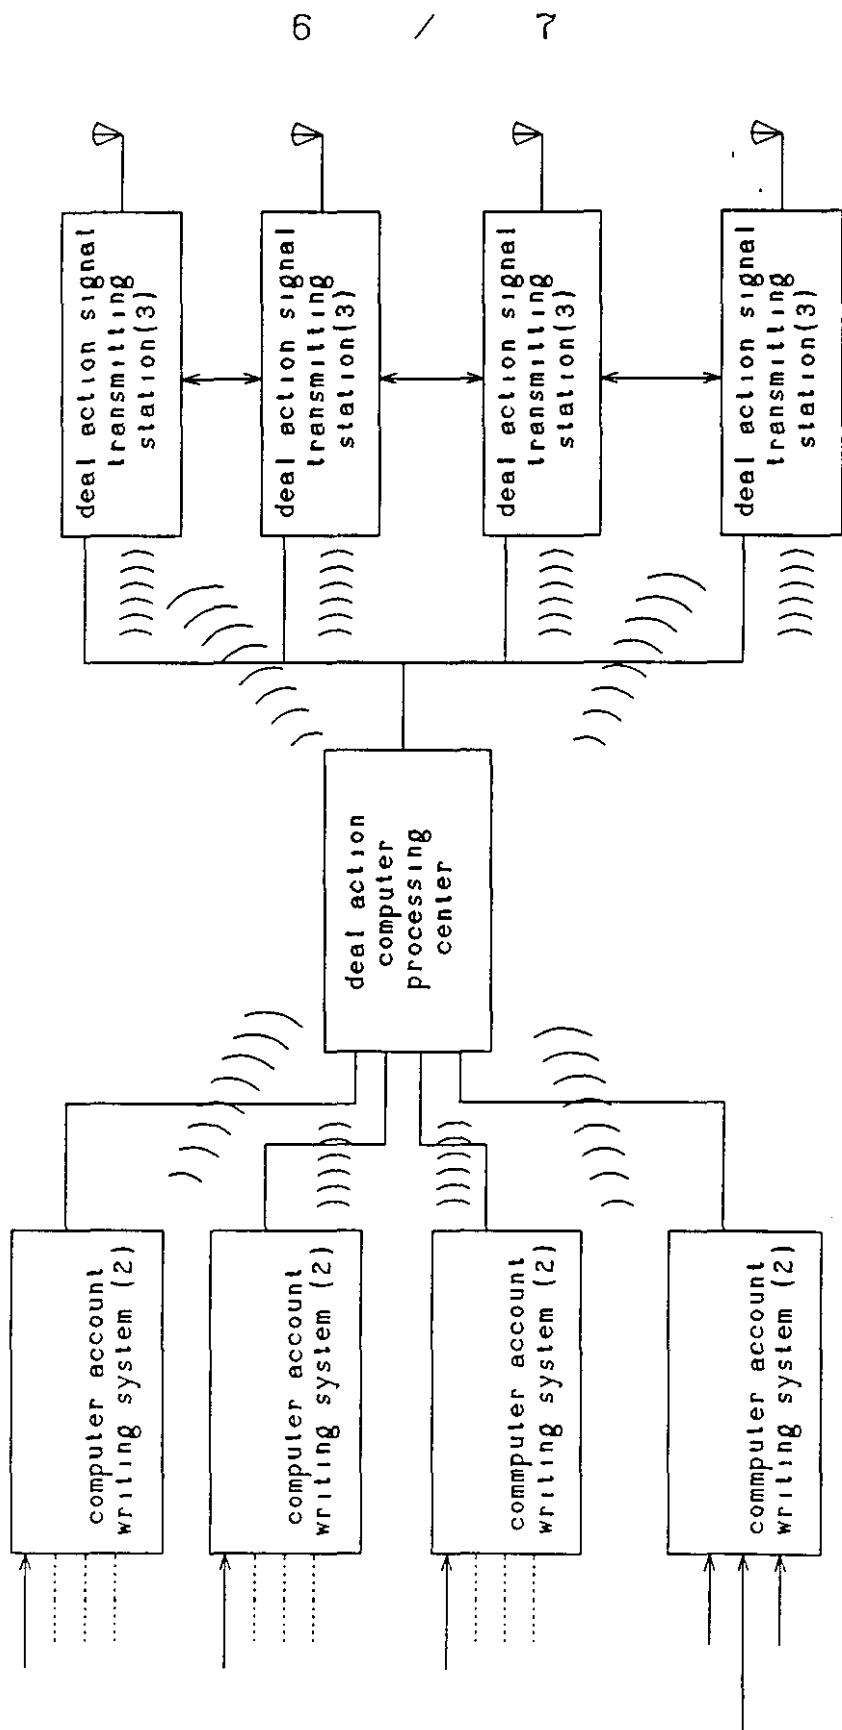 6 / 7
deal action signal
transmitting
station(3)
deal action signal
transmitting
station(3)
deal action signal
transmitting
station(3)
deal action signal
transmitting
station(3)
deal action
computer
processing
center
computer account
writing system (2)
computer account
writing system (2)
commputer account
writing system (2)
commputer account
writing system (2)